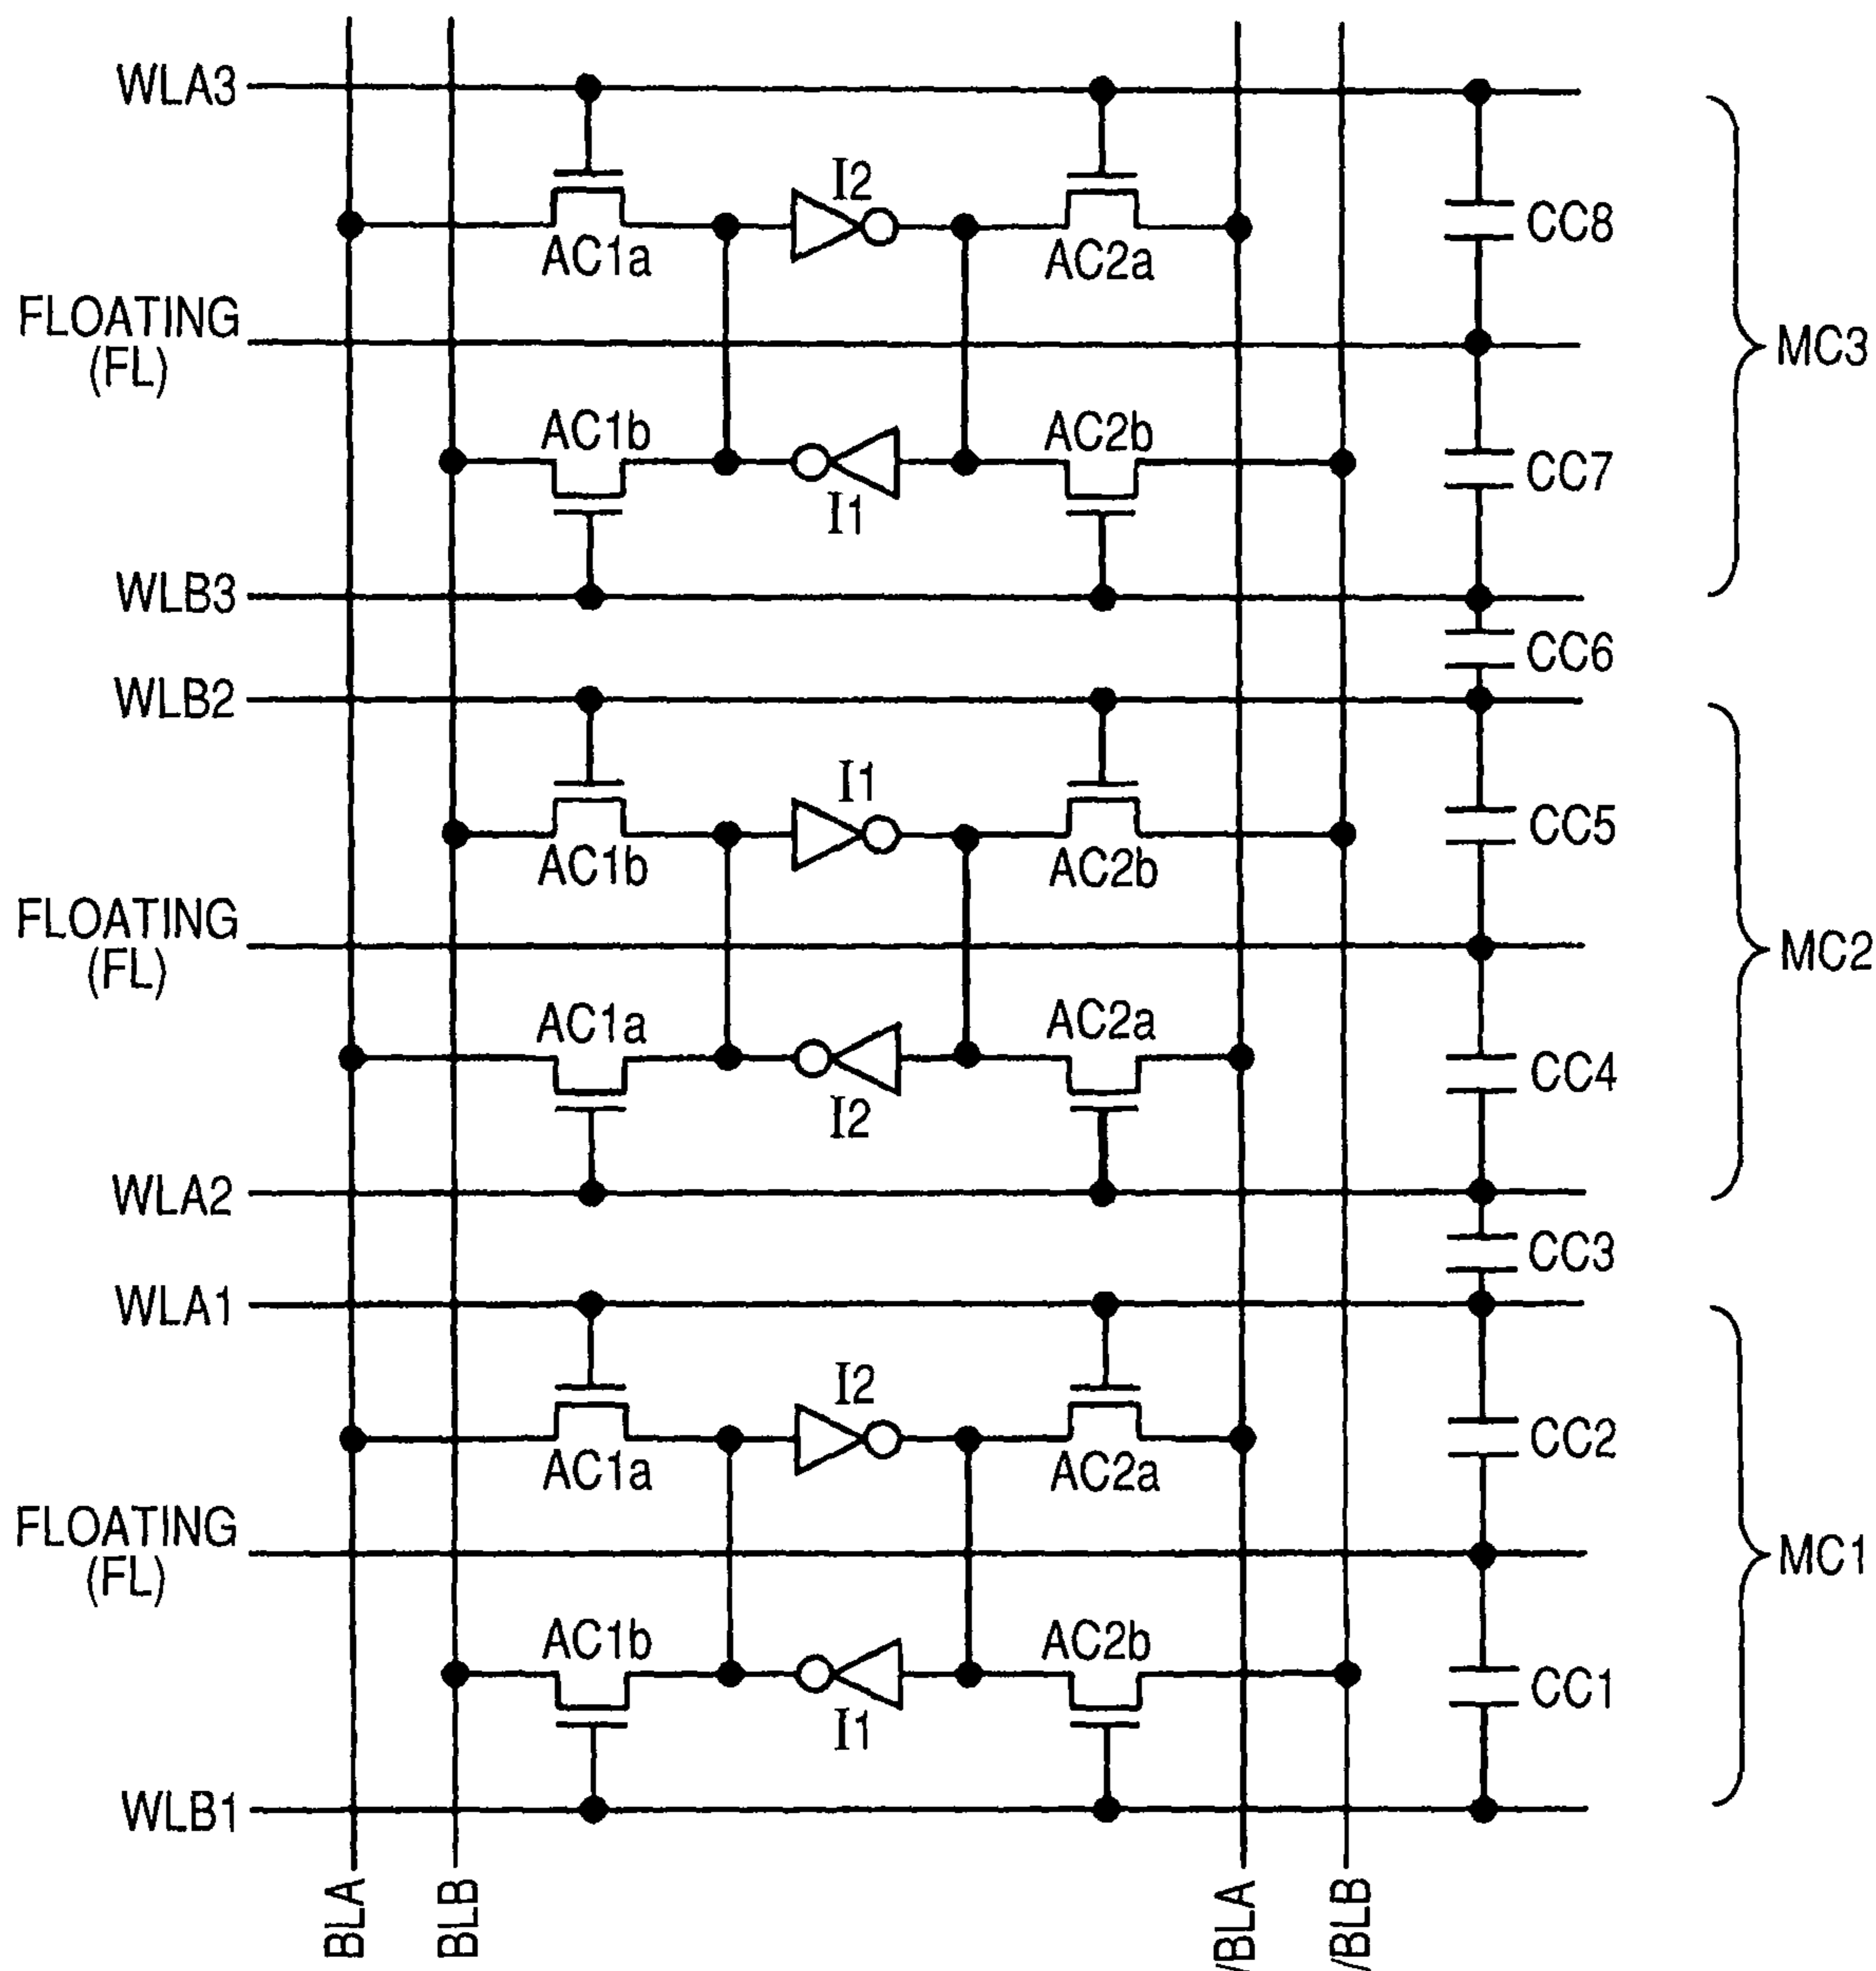 WLA3
I2
CC8
AC1a
AC2a
FLOATING
(FL)
MC3
AC1b
AC2b
CC7
I1
WLB3
CC6
WLB2
I1
CC5
AC1b
AC2b
FLOATING
(FL)
MC2
AC1a
AC2a
CC4
I2
WLA2
CC3
WLA1
I2
CC2
AC1a
AC2a
FLOATING
(FL)
MC1
AC1b
AC2b
CC1
I1
WLB1
BLA
BLB
/BLA
/BLB